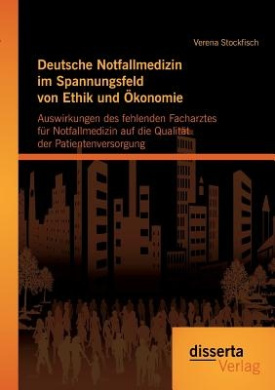 Verena Stockfisch
Deutsche Notfallmedizin
im Spannungsfeld
von Ethik und Ökonomie
Auswirkungen des fehlenden Facharztes
für Notfallmedizin auf die Qualität
der Patientenversorgung
disserta
Verlag